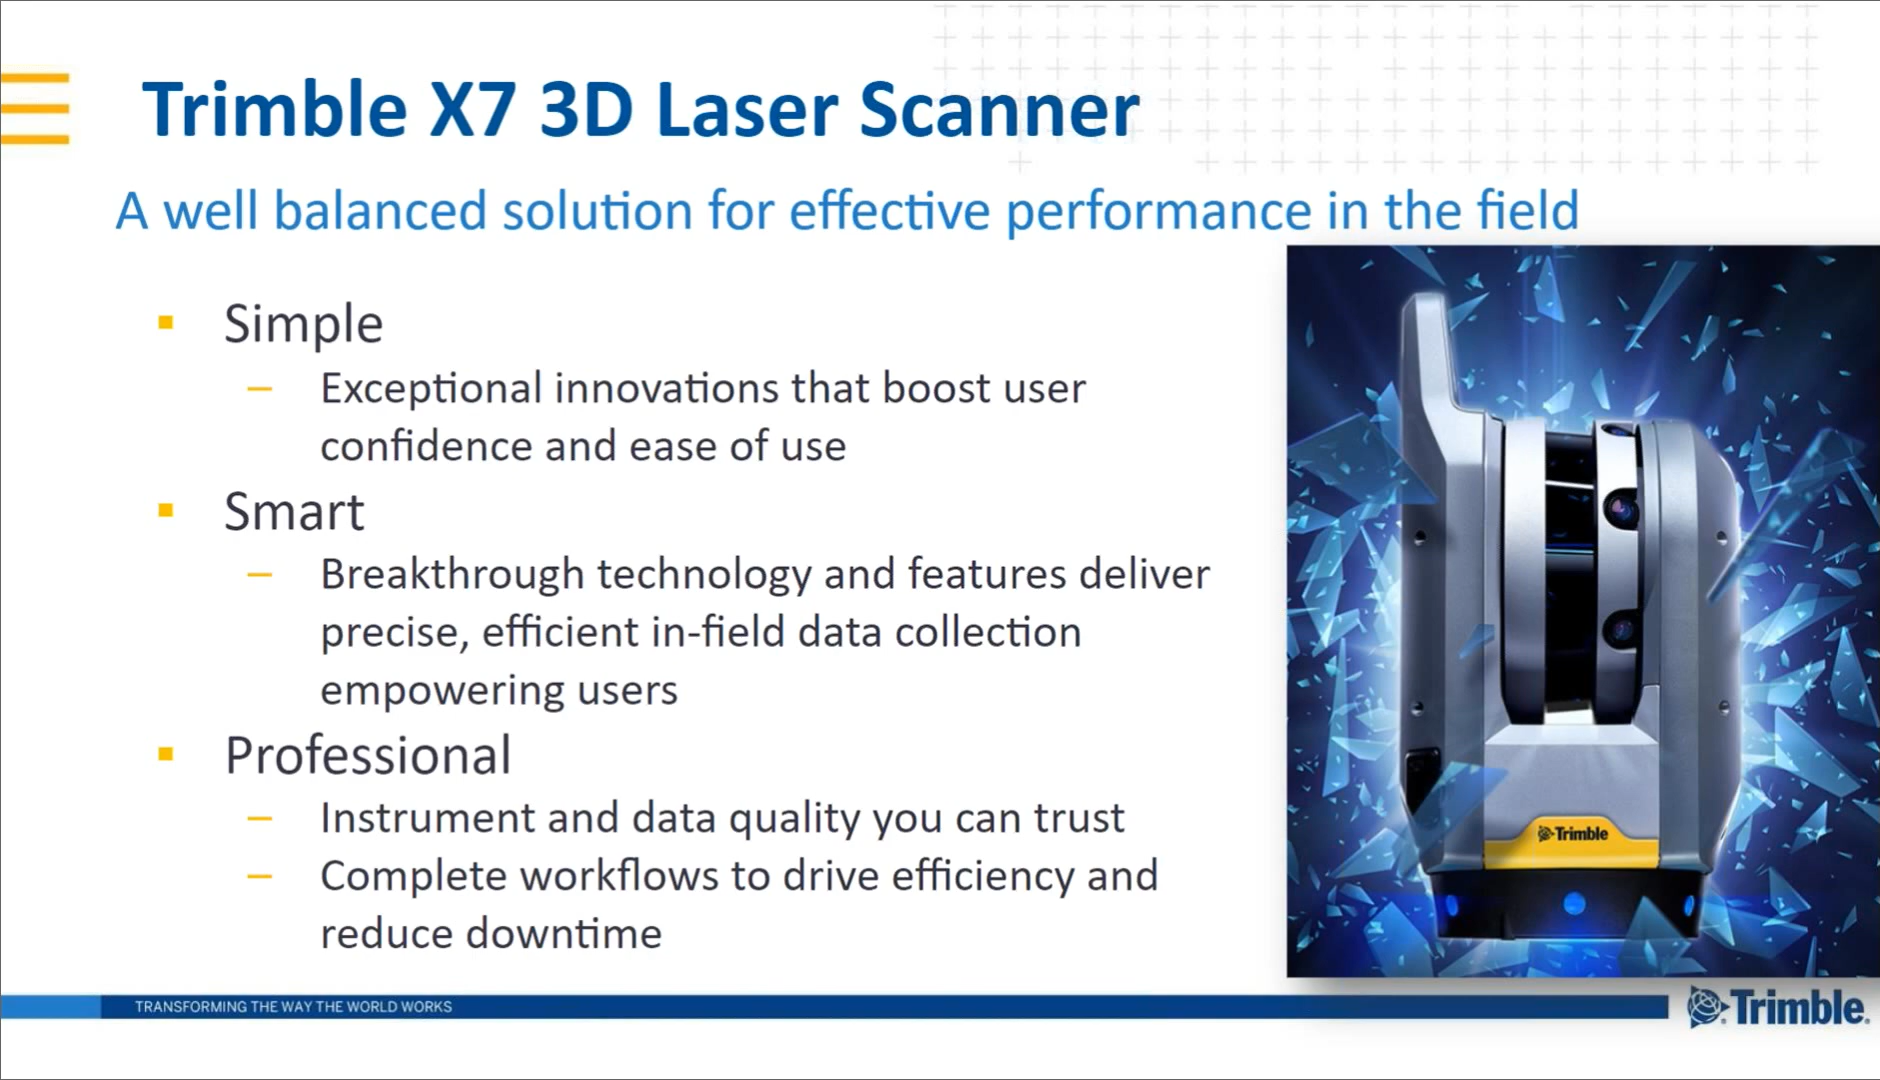 Trimble X7 3D Laser Scanner
A well balanced solution for effective performance in the field
▪ Simple
– Exceptional innovations that boost user
confidence and ease of use
▪ Smart
– Breakthrough technology and features deliver
precise, efficient in-field data collection
empowering users
▪ Professional
– Instrument and data quality you can trust
– Complete workflows to drive efficiency and
reduce downtime
Trimble
TRANSFORMING THE WAY THE WORLD WORKS
Trimble.